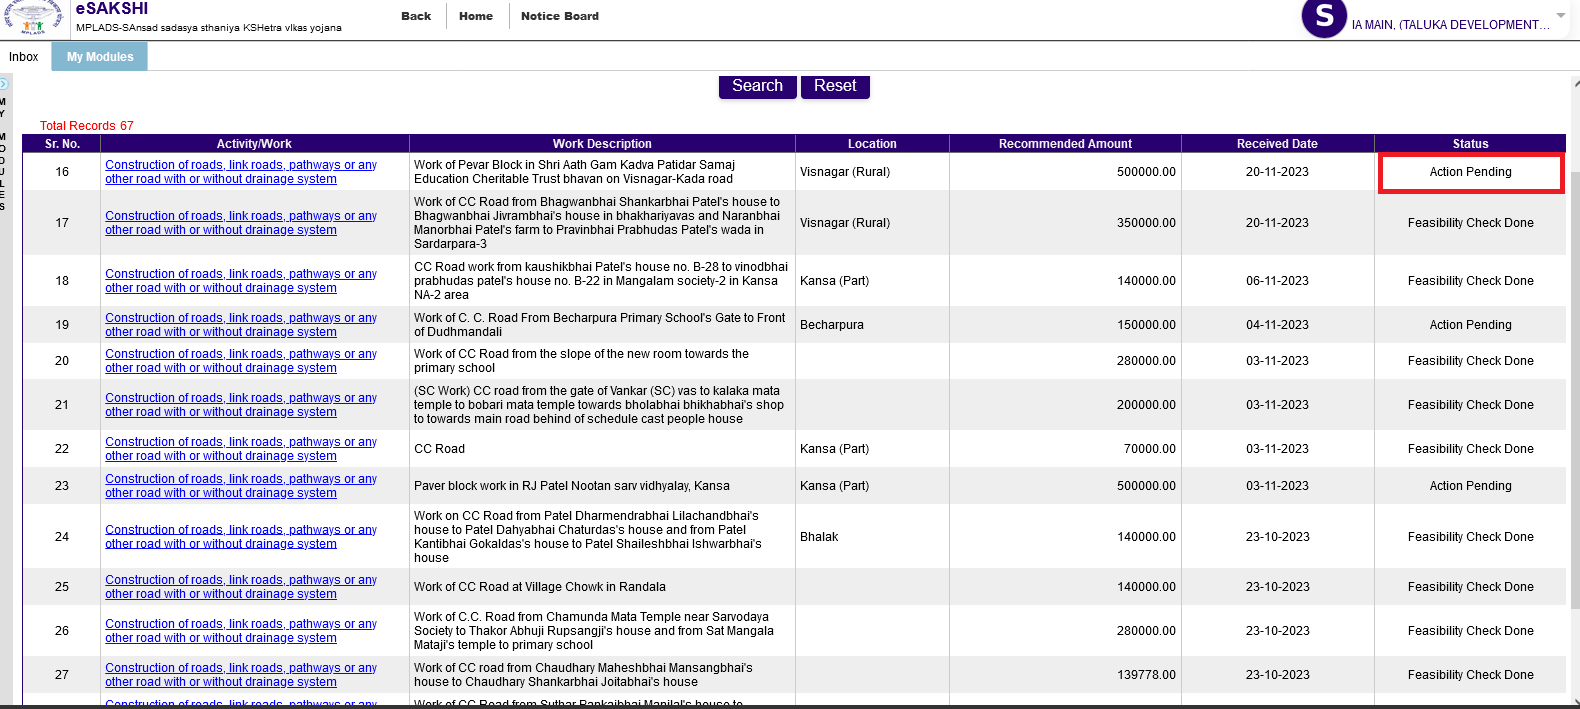 eSAKSHI
MPLADS-SAnsad sadasya sthaniya KSHetra vIkas yojana
MPLADS
Back Home Notice Board
S
IA MAIN, (TALUKA DEVELOPMENT...
Inbox My Modules
MY MODULES
Search Reset
Total Records 67
Sr. No. Activity/Work Work Description Location Recommended Amount Received Date Status
16
Construction of roads, link roads, pathways or any
other road with or without drainage system
Work of Pevar Block in Shri Aath Gam Kadva Patidar Samaj
Education Cheritable Trust bhavan on Visnagar-Kada road
Visnagar (Rural) 500000.00 20-11-2023 Action Pending
17
Construction of roads, link roads, pathways or any
other road with or without drainage system
Work of CC Road from Bhagwanbhai Shankarbhai Patel's house to
Bhagwanbhai Jivrambhai's house in bhakhariyavas and Naranbhai
Manorbhai Patel's farm to Pravinbhai Prabhudas Patel's wada in
Sardarpara-3
Visnagar (Rural) 350000.00 20-11-2023 Feasibility Check Done
18
Construction of roads, link roads, pathways or any
other road with or without drainage system
CC Road work from kaushikbhai Patel's house no. B-28 to vinodbhai
prabhudas patel's house no. B-22 in Mangalam society-2 in Kansa
NA-2 area
Kansa (Part) 140000.00 06-11-2023 Feasibility Check Done
19
Construction of roads, link roads, pathways or any
other road with or without drainage system
Work of C. C. Road From Becharpura Primary School's Gate to Front
of Dudhmandali
Becharpura 150000.00 04-11-2023 Action Pending
20
Construction of roads, link roads, pathways or any
other road with or without drainage system
Work of CC Road from the slope of the new room towards the
primary school
280000.00 03-11-2023 Feasibility Check Done
21
Construction of roads, link roads, pathways or any
other road with or without drainage system
(SC Work) CC road from the gate of Vankar (SC) vas to kalaka mata
temple to bobari mata temple towards bholabhai bhikhabhai's shop
to towards main road behind of schedule cast people house
200000.00 03-11-2023 Feasibility Check Done
22
Construction of roads, link roads, pathways or any
other road with or without drainage system
CC Road
Kansa (Part) 70000.00 03-11-2023 Feasibility Check Done
23
Construction of roads, link roads, pathways or any
other road with or without drainage system
Paver block work in RJ Patel Nootan sarv vidhyalay, Kansa
Kansa (Part) 500000.00 03-11-2023 Action Pending
24
Construction of roads, link roads, pathways or any
other road with or without drainage system
Work on CC Road from Patel Dharmendrabhai Lilachandbhai's
house to Patel Dahyabhai Chaturdas's house and from Patel
Kantibhai Gokaldas's house to Patel Shaileshbhai Ishwarbhai's
house
Bhalak 140000.00 23-10-2023 Feasibility Check Done
25
Construction of roads, link roads, pathways or any
other road with or without drainage system
Work of CC Road at Village Chowk in Randala
140000.00 23-10-2023 Feasibility Check Done
26
Construction of roads, link roads, pathways or any
other road with or without drainage system
Work of C.C. Road from Chamunda Mata Temple near Sarvodaya
Society to Thakor Abhuji Rupsangji's house and from Sat Mangala
Mataji's temple to primary school
280000.00 23-10-2023 Feasibility Check Done
27
Construction of roads, link roads, pathways or any
other road with or without drainage system
Work of CC road from Chaudhary Maheshbhai Mansangbhai's
house to Chaudhary Shankarbhai Joitabhai's house
139778.00 23-10-2023 Feasibility Check Done
Construction of roads, link roads, pathways or any
Work of CC Road from Suthar Pankajbhai Manilal's house to